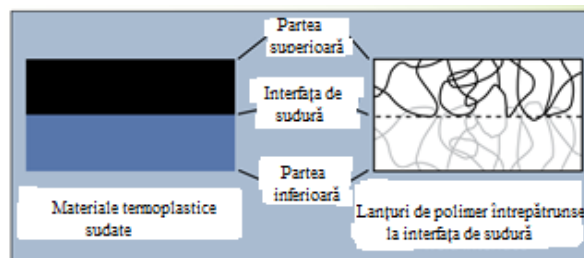 Partea
superioară
Interfața de
sudură
Partea
inferioară
Materiale termoplastice
sudate
Lanțuri de polimer întrepătrunse
la interfața de sudură